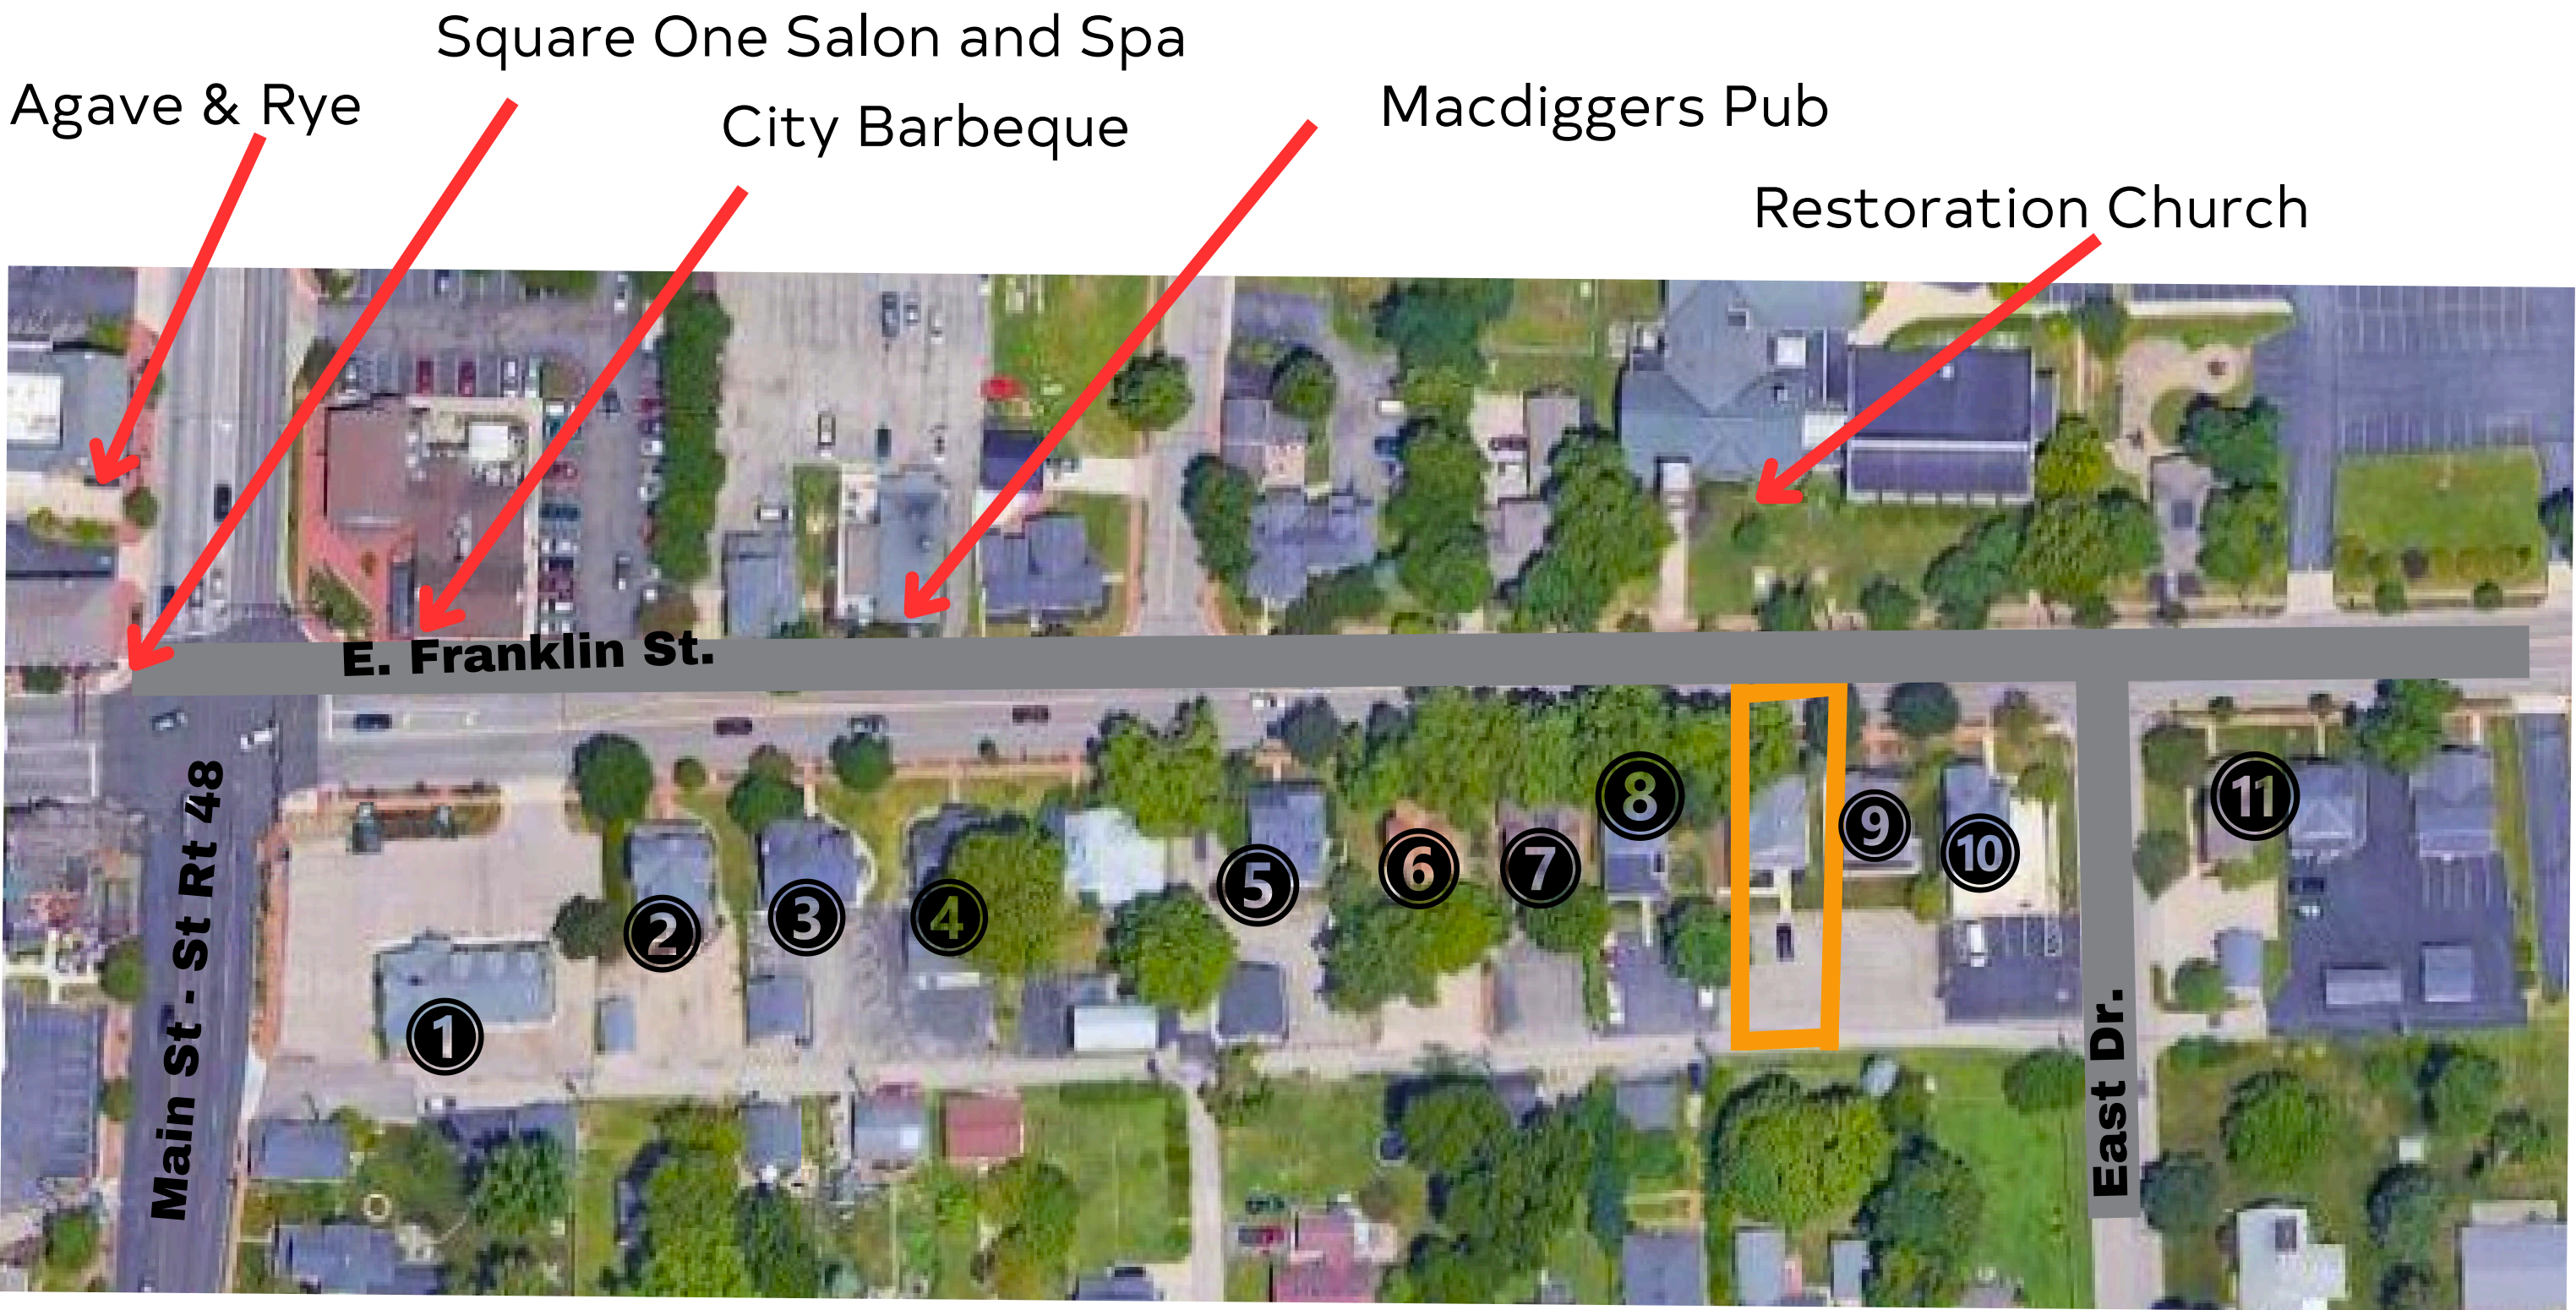 Square One Salon and Spa
Agave & Rye
City Barbeque
Macdiggers Pub
Restoration Church
E. Franklin St.
Main St - St Rt 48
East Dr.
1
2
3
4
5
6
7
8
9
10
11